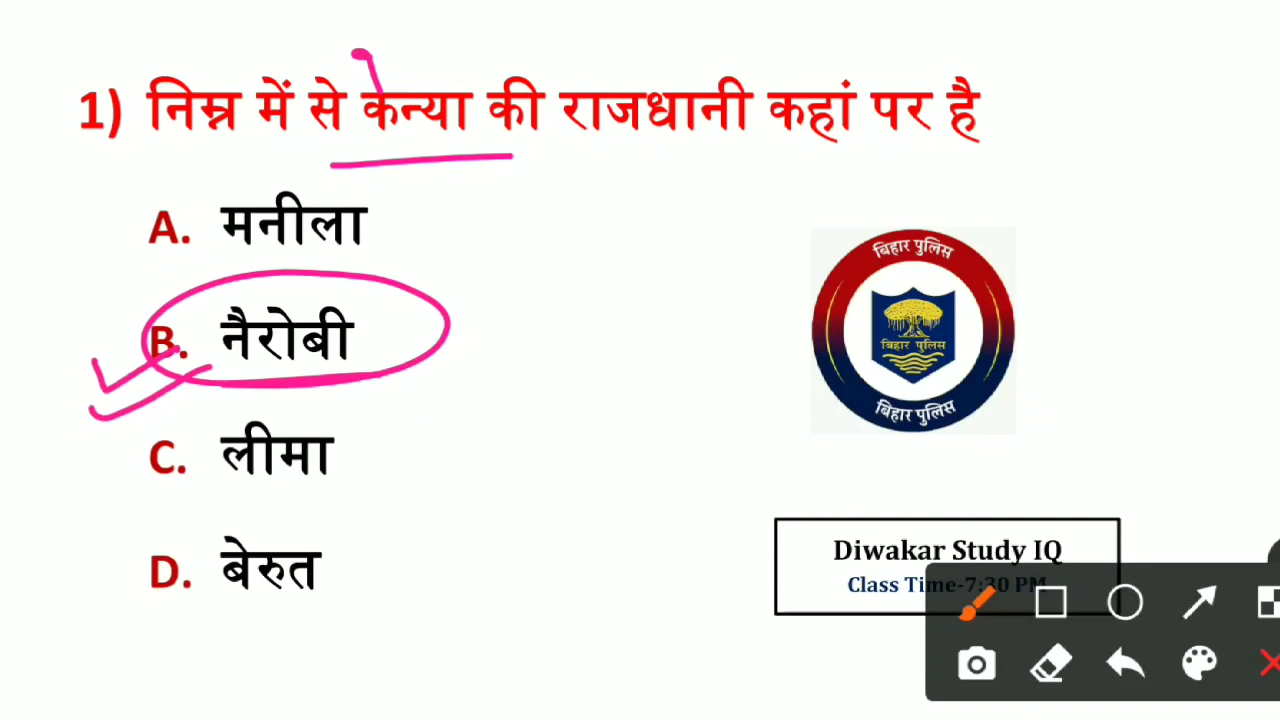 1) निम्न में से केन्या की राजधानी कहां पर है
A. मनीला
B. नैरोबी
C. लीमा
D. बेरुत
बिहार पुलिस
बिहार पुलिस
बिहार पुलिस
Diwakar Study IQ
Class Time-7:30 PM